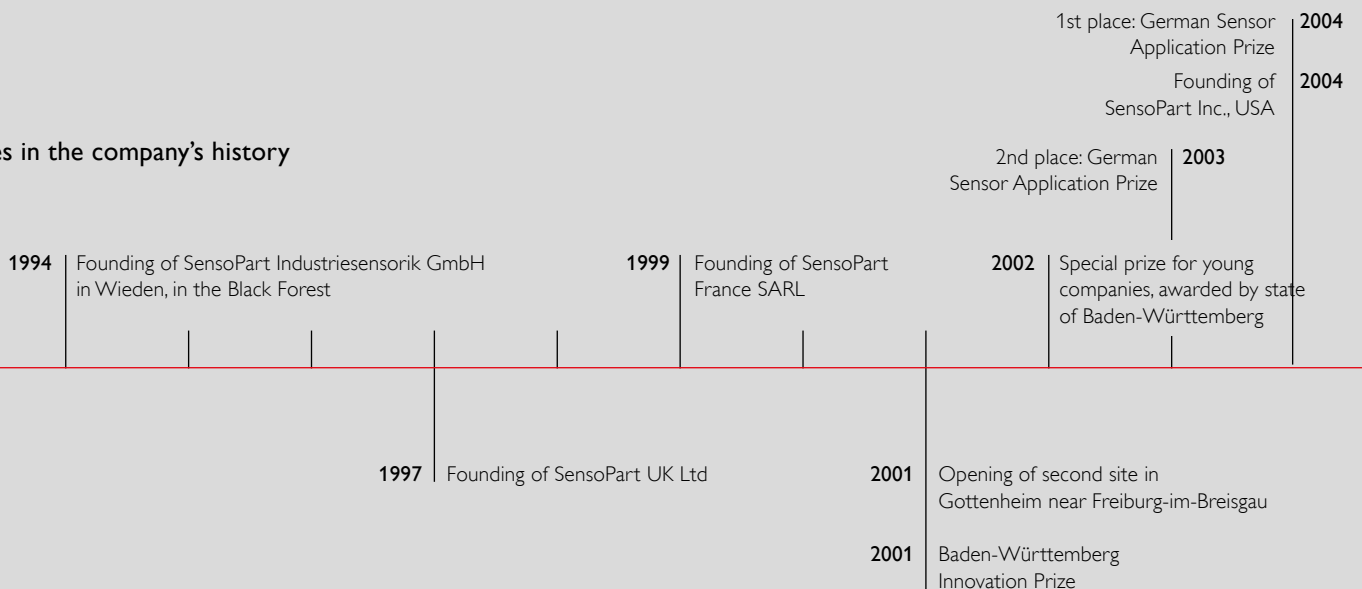 1st place: German Sensor
Application Prize
2004
Founding of
SensoPart Inc., USA
2004
in the company's history
2nd place: German
Sensor Application Prize
2003
1994
Founding of SensoPart Industriesensorik GmbH
in Wieden, in the Black Forest
1999
Founding of SensoPart
France SARL
2002
Special prize for young
companies, awarded by state
of Baden-Württemberg
1997
Founding of SensoPart UK Ltd
2001
Opening of second site in
Gottenheim near Freiburg-im-Breisgau
2001
Baden-Württemberg
Innovation Prize